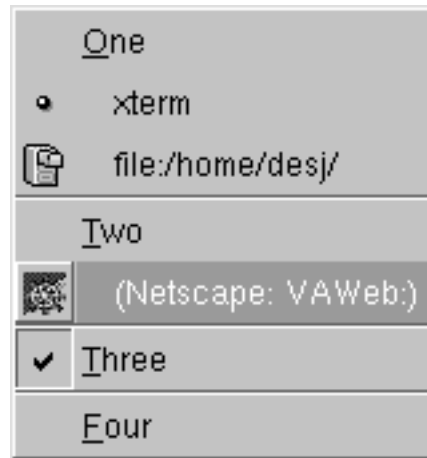 One
xterm
file:/home/desj/
Two
(Netscape: VAWeb:)
Three
Four